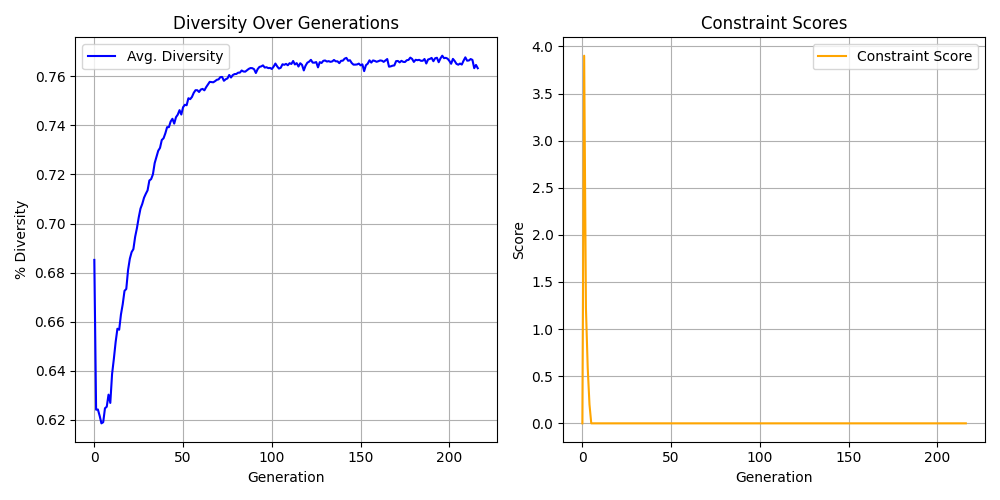 Diversity Over Generations
Avg. Diversity
% Diversity
0.76
0.74
0.72
0.70
0.68
0.66
0.64
0.62
0 50 100 150 200
Generation
Constraint Scores
Constraint Score
Score
4.0
3.5
3.0
2.5
2.0
1.5
1.0
0.5
0.0
0 50 100 150 200
Generation